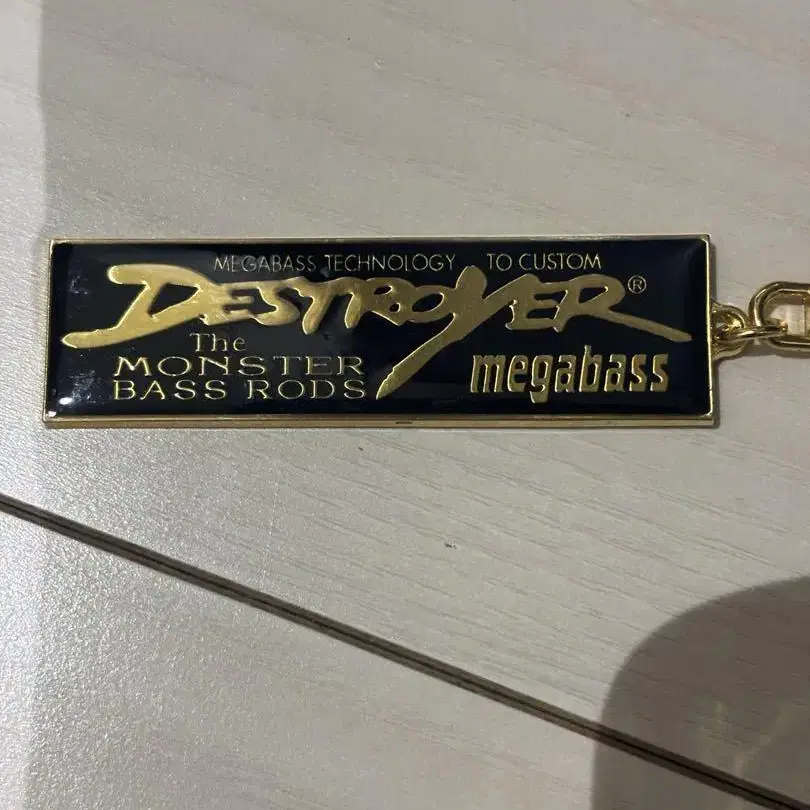 MEGABASS TECHNOLOGY TO CUSTOM
DESTROYER®
The
MONSTER
BASS RODS
megabass